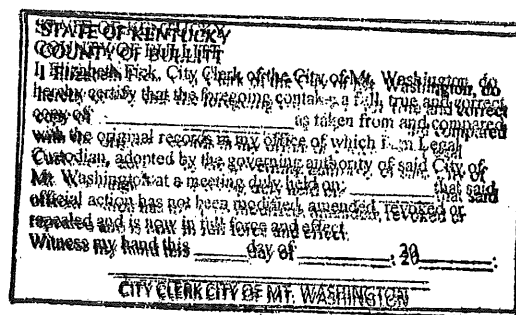 STATE OF KENTUCKY
COUNTY OF BULLITT
I, Elizabeth Fisk, City Clerk of the City of Mt. Washington, do
hereby certify that the foregoing contains a full, true and correct
copy of: ____________ as taken from and compared
with the original records in my office of which I am Legal
Custodian, adopted by the governing authority of said City of
Mt. Washington at a meeting duly held on: ________ that said
official action has not been modified, amended, revoked or
repealed and is now in full force and effect.
Witness my hand this ______ day of __________, 20________.
CITY CLERK CITY OF MT. WASHINGTON